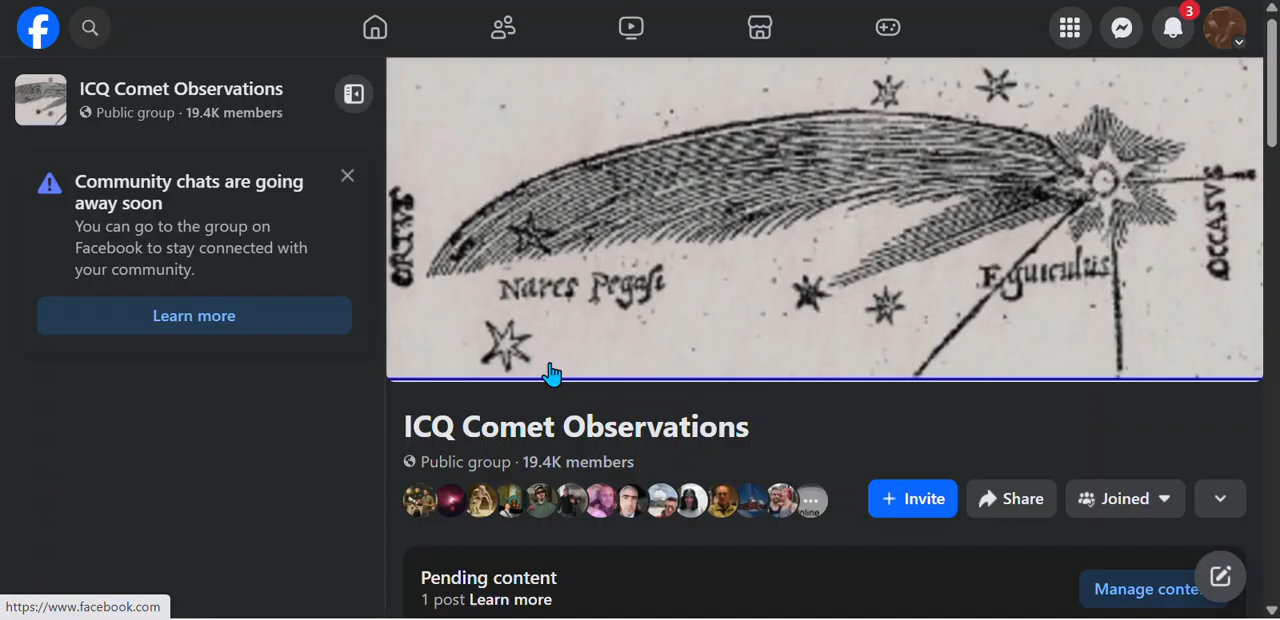 3
ICQ Comet Observations
Public group · 19.4K members
Community chats are going
away soon
You can go to the group on
Facebook to stay connected with
your community.
Learn more
ORTVS
Nares Pegasi
Eguiculus
OCCASVS
ICQ Comet Observations
Public group · 19.4K members
+ Invite
Share
Joined
Pending content
1 post Learn more
Manage conte
https://www.facebook.com